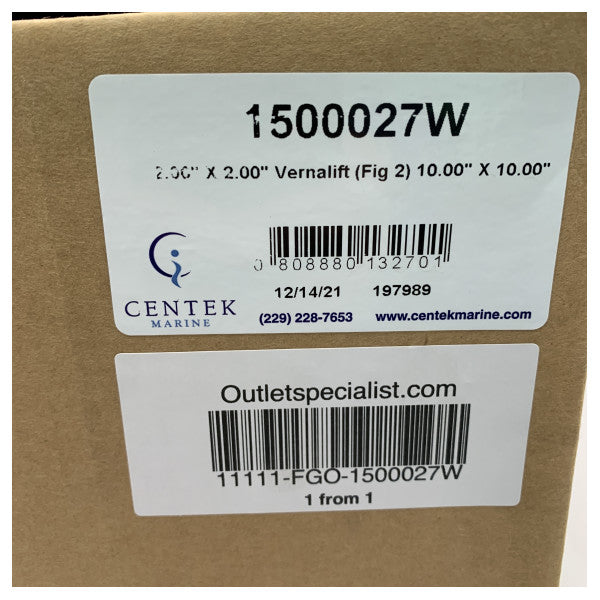 1500027W
2.00" X 2.00" Vernalift (Fig 2) 10.00" X 10.00"
0 808880 132701
12/14/21 197989
CENTEK
MARINE
(229) 228-7653 www.centekmarine.com
Outletspecialist.com
11111-FGO-1500027W
1 from 1